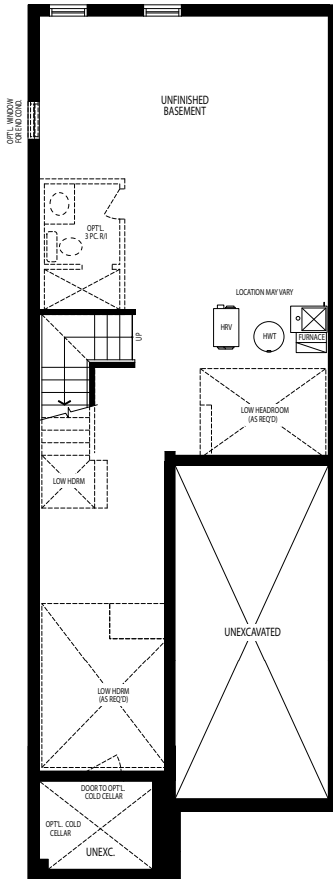 UNFINISHED
BASEMENT
OPT'L. WINDOW
FOR END COND.
OPT'L.
3 PC. R/I
LOCATION MAY VARY
UP
HRV
HWT
FURNACE
LOW HEADROOM
(AS REQ'D)
LOW HDRM
UNEXCAVATED
LOW HDRM
(AS REQ'D)
DOOR TO OPT'L.
COLD CELLAR
OPT'L. COLD
CELLAR
UNEXC.